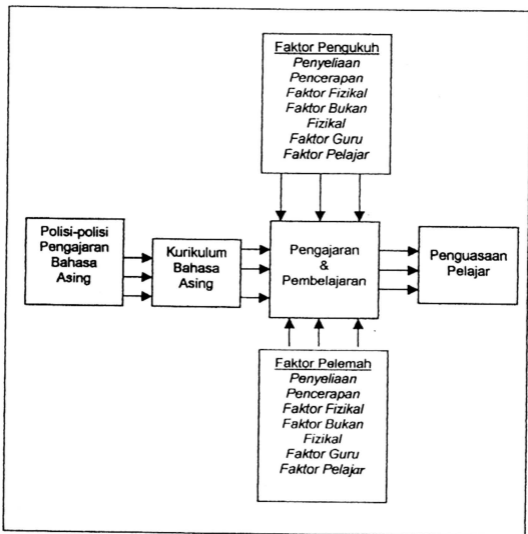 Faktor Pengukuh
Penyeliaan
Pencerapan
Faktor Fizikal
Faktor Bukan
Fizikal
Faktor Guru
Faktor Pelajar
Polisi-polisi
Pengajaran
Bahasa
Asing
Kurikulum
Bahasa
Asing
Pengajaran
&
Pembelajaran
Penguasaan
Pelajar
Faktor Pelemah
Penyeliaan
Pencerapan
Faktor Fizikal
Faktor Bukan
Fizikal
Faktor Guru
Faktor Pelajar